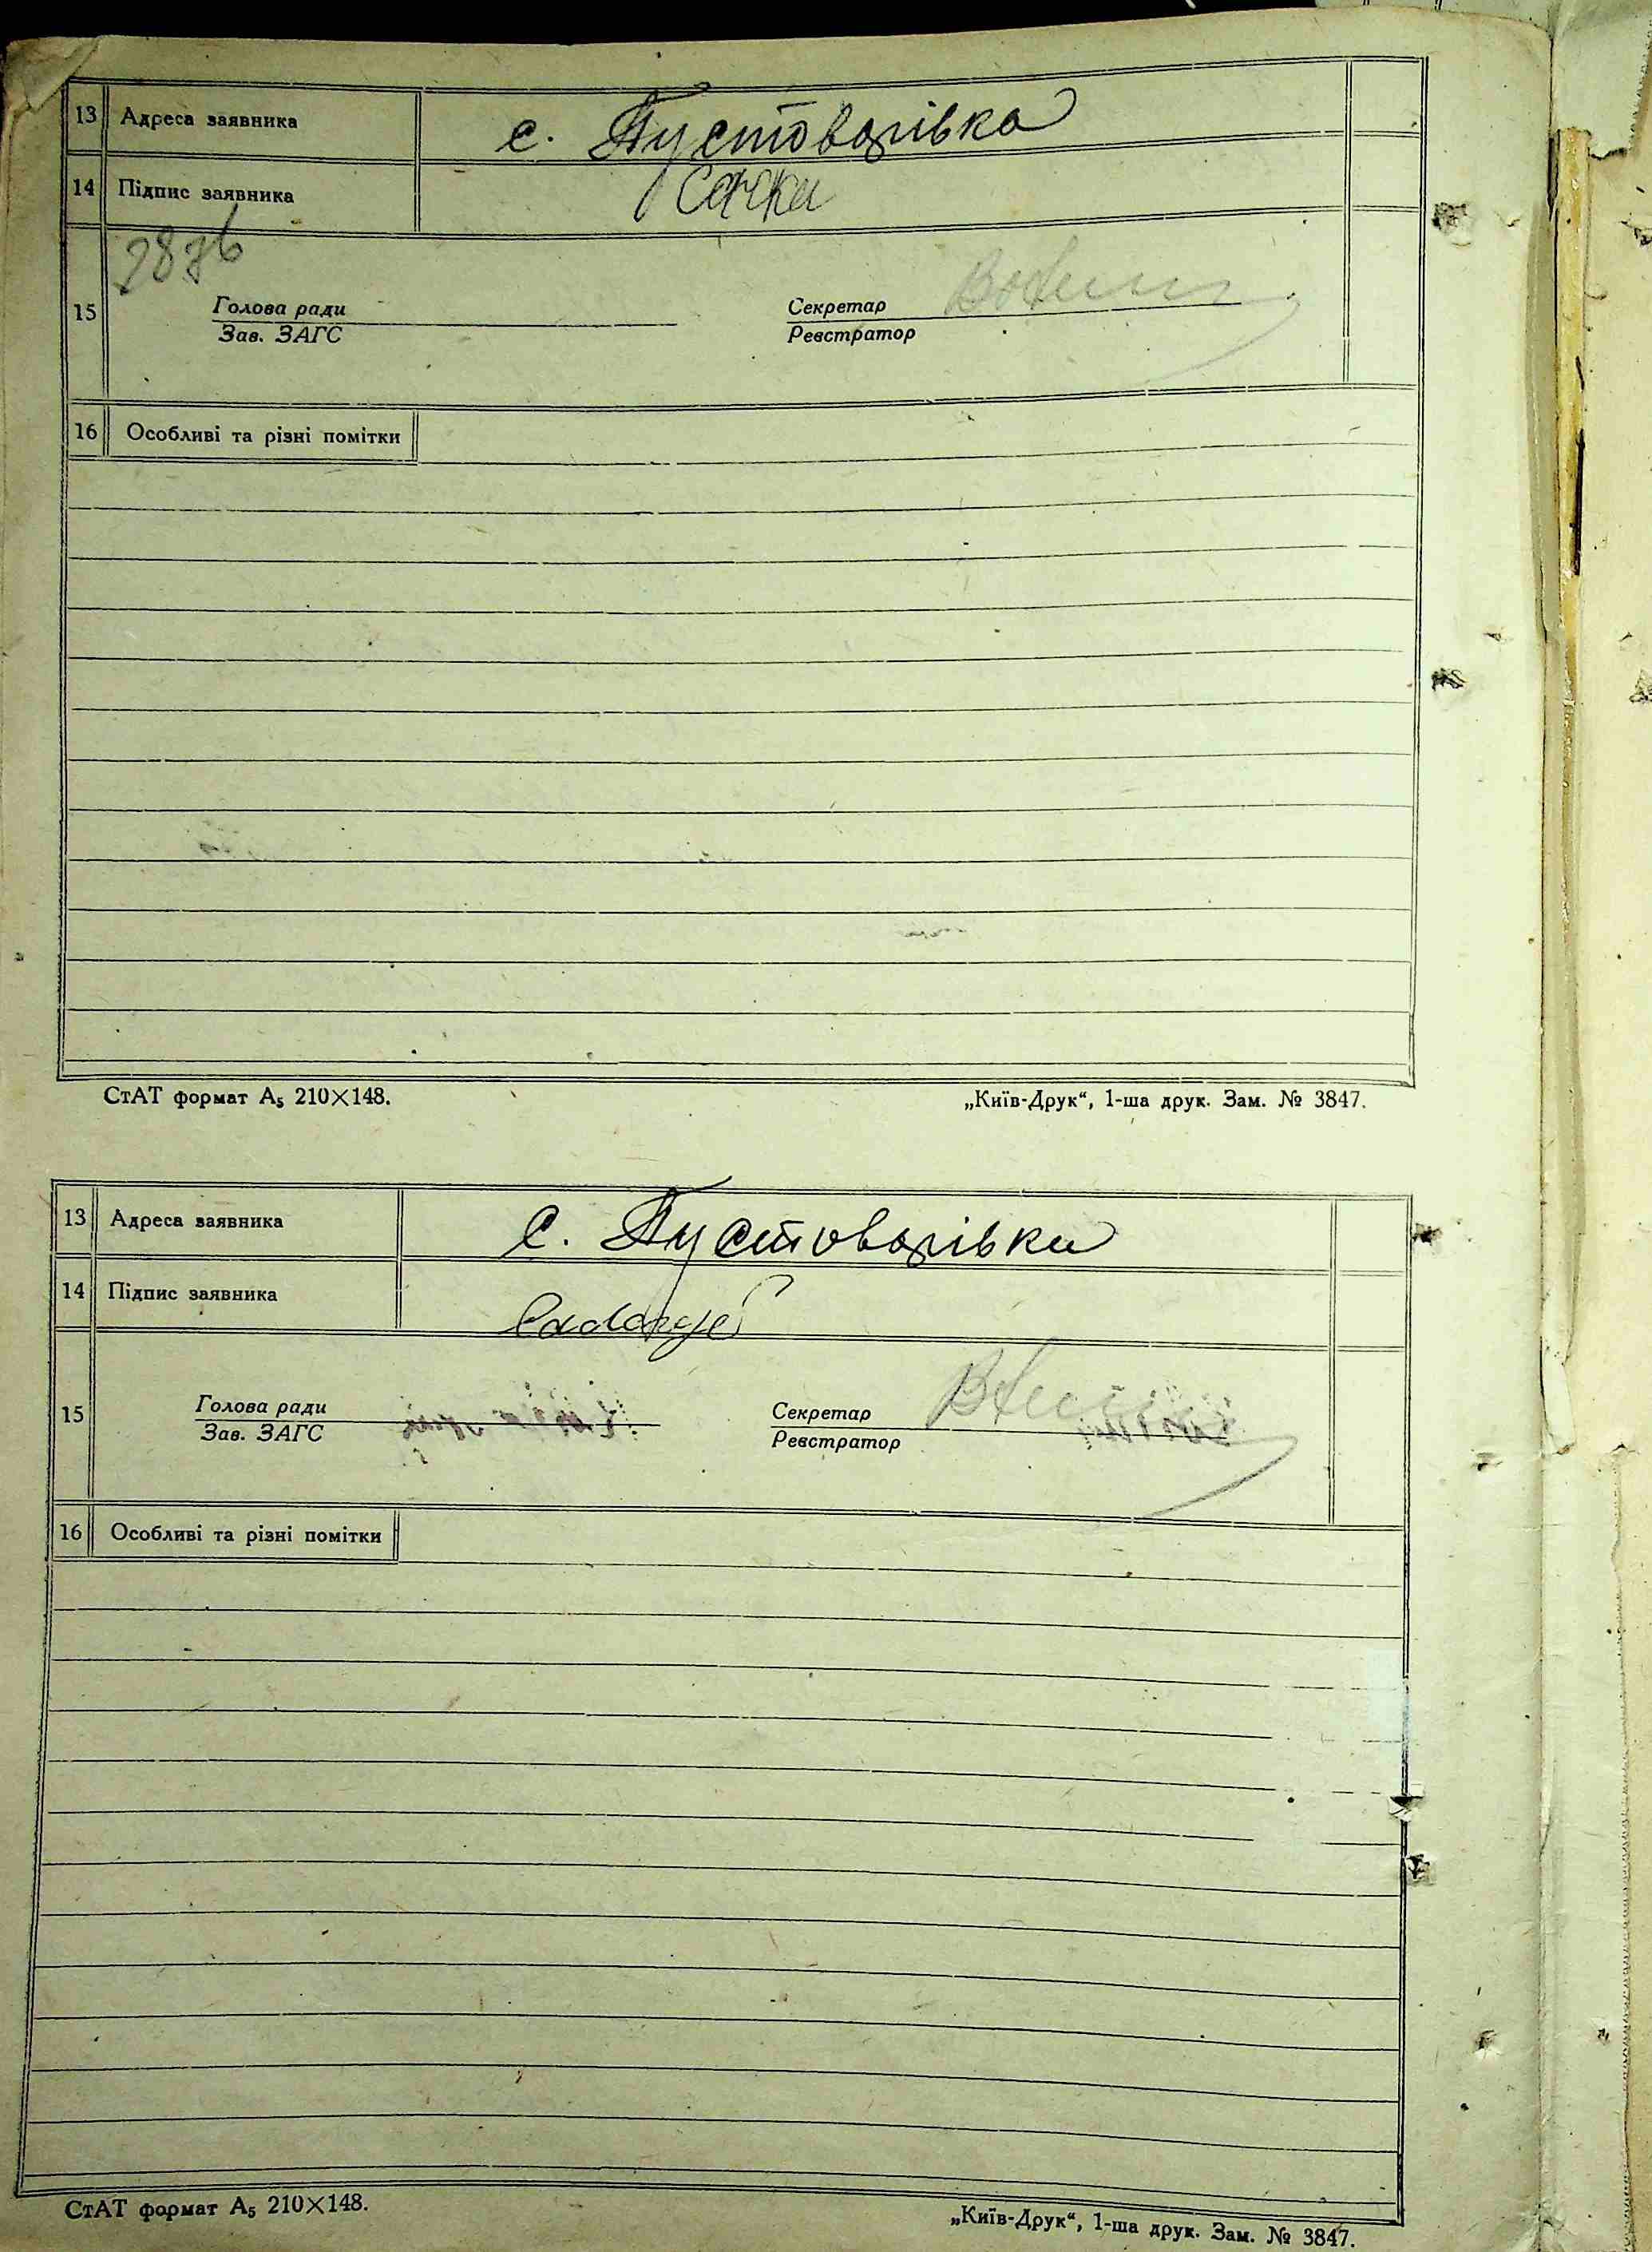 13 Адреса заявника с. Пустоварівка
14 Підпис заявника
15
Голова ради Секретар
Зав. ЗАГС Реєстратор
16 Особливі та різні помітки
СтАТ формат А₅ 210×148. „Київ-Друк“, 1-ша друк. Зам. № 3847.
13 Адреса заявника с. Пустоварівка
14 Підпис заявника
15
Голова ради Секретар
Зав. ЗАГС Реєстратор
16 Особливі та різні помітки
СтАТ формат А₅ 210×148. „Київ-Друк“, 1-ша друк. Зам. № 3847.